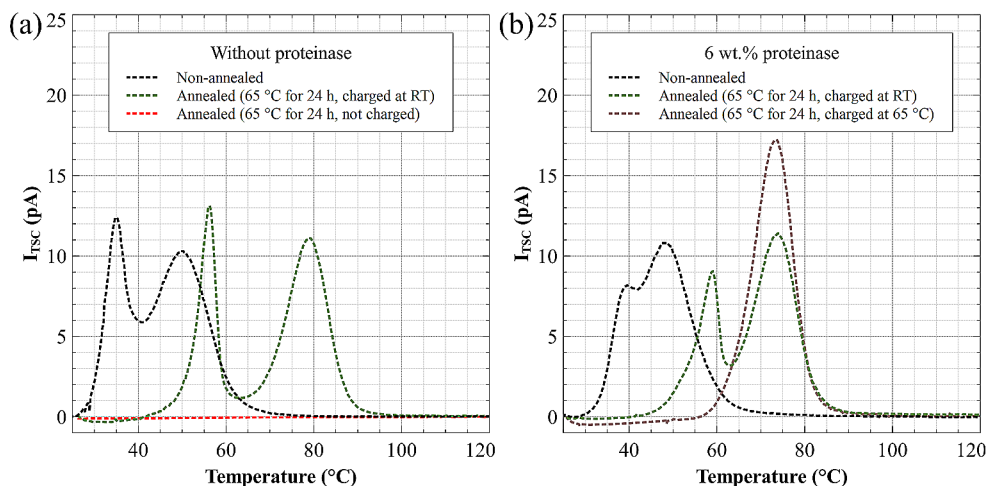 (a)
25
20
15
10
5
0
I_TSC (pA)
Without proteinase
Non-annealed
Annealed (65 °C for 24 h, charged at RT)
Annealed (65 °C for 24 h, not charged)
40 60 80 100 120
Temperature (°C)
(b)
25
20
15
10
5
0
I_TSC (pA)
6 wt.% proteinase
Non-annealed
Annealed (65 °C for 24 h, charged at RT)
Annealed (65 °C for 24 h, charged at 65 °C)
40 60 80 100 120
Temperature (°C)